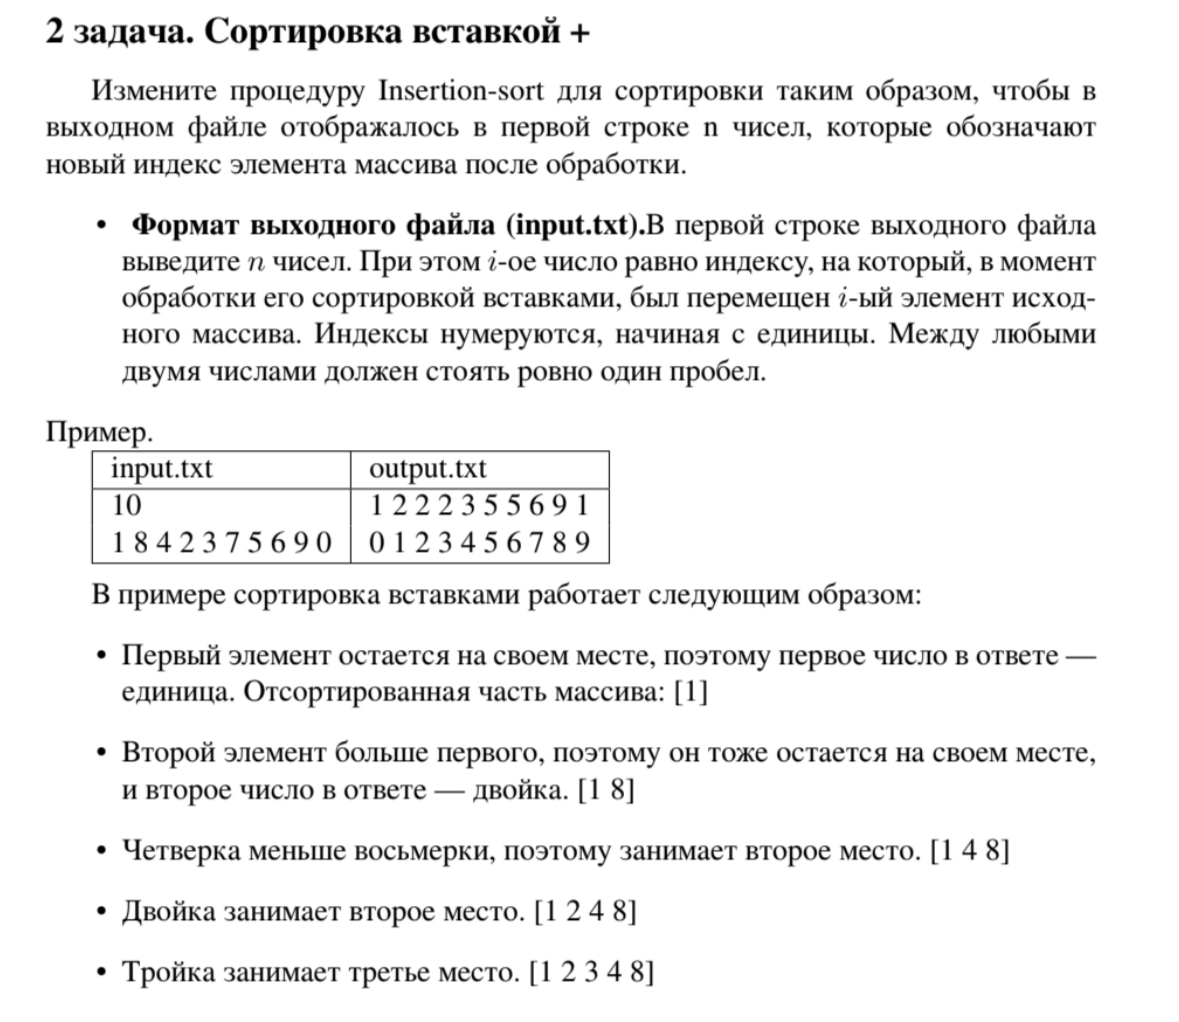 2 задача. Сортировка вставкой +
Измените процедуру Insertion-sort для сортировки таким образом, чтобы в
выходном файле отображалось в первой строке n чисел, которые обозначают
новый индекс элемента массива после обработки.
• Формат выходного файла (input.txt).В первой строке выходного файла
выведите n чисел. При этом i-ое число равно индексу, на который, в момент
обработки его сортировкой вставками, был перемещен i-ый элемент исход-
ного массива. Индексы нумеруются, начиная с единицы. Между любыми
двумя числами должен стоять ровно один пробел.
Пример.
input.txt output.txt
10 1 2 2 2 3 5 5 6 9 1
1 8 4 2 3 7 5 6 9 0 0 1 2 3 4 5 6 7 8 9
В примере сортировка вставками работает следующим образом:
• Первый элемент остается на своем месте, поэтому первое число в ответе —
единица. Отсортированная часть массива: [1]
• Второй элемент больше первого, поэтому он тоже остается на своем месте,
и второе число в ответе — двойка. [1 8]
• Четверка меньше восьмерки, поэтому занимает второе место. [1 4 8]
• Двойка занимает второе место. [1 2 4 8]
• Тройка занимает третье место. [1 2 3 4 8]